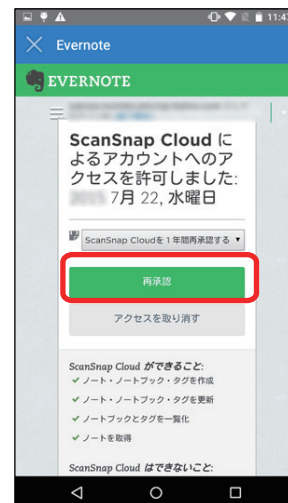 11:47
Evernote
EVERNOTE
ScanSnap Cloud に
よるアカウントへのア
クセスを許可しました:
7月 22, 水曜日
ScanSnap Cloudを1年間再承認する
再承認
アクセスを取り消す
ScanSnap Cloud ができること:
ノート・ノートブック・タグを作成
ノート・ノートブック・タグを更新
ノートブックとタグを一覧化
ノートを取得
ScanSnap Cloud はできないこと: